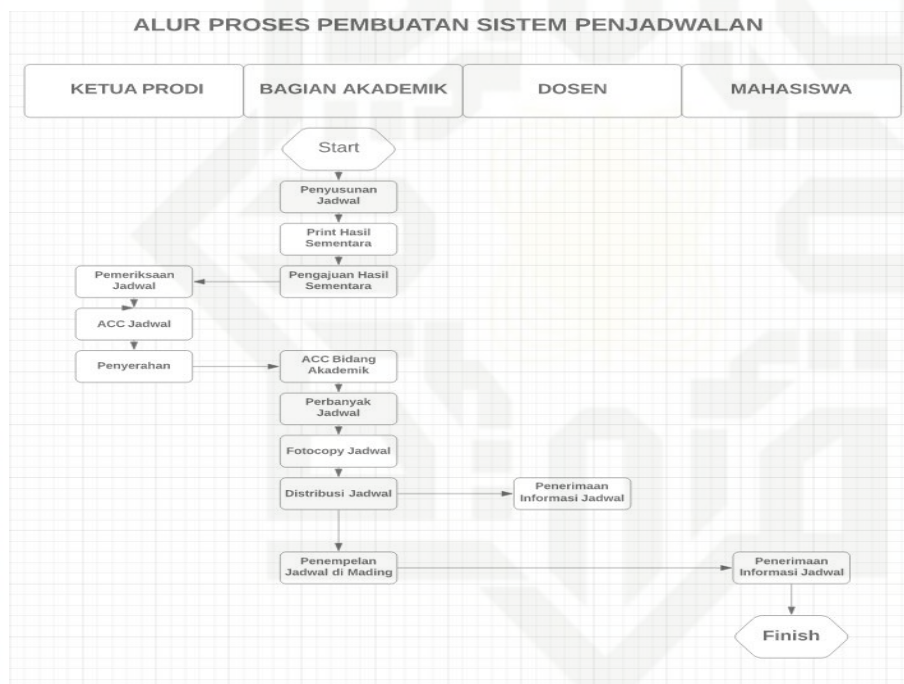 ALUR PROSES PEMBUATAN SISTEM PENJADWALAN
KETUA PRODI
BAGIAN AKADEMIK
DOSEN
MAHASISWA
Start
Penyusunan
Jadwal
Print Hasil
Sementara
Pengajuan Hasil
Sementara
Pemeriksaan
Jadwal
ACC Jadwal
Penyerahan
ACC Bidang
Akademik
Perbanyak
Jadwal
Fotocopy Jadwal
Distribusi Jadwal
Penerimaan
Informasi Jadwal
Penempelan
Jadwal di Mading
Penerimaan
Informasi Jadwal
Finish